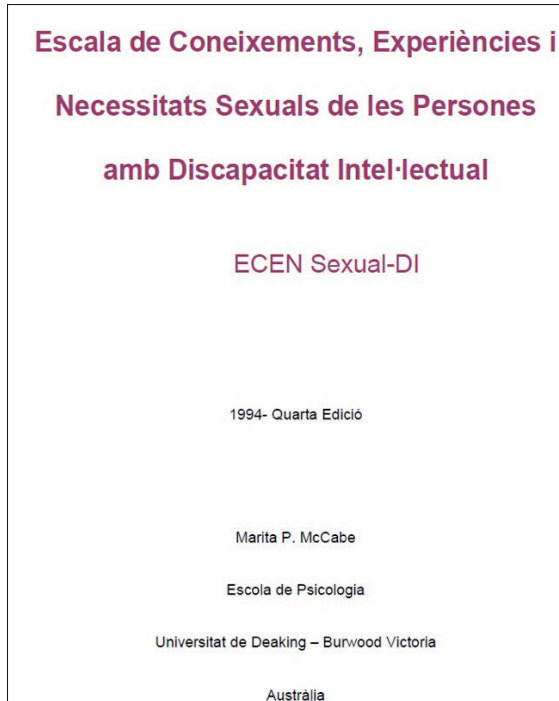 Escala de Coneixements, Experiències i
Necessitats Sexuals de les Persones
amb Discapacitat Intel·lectual
ECEN Sexual-DI
1994- Quarta Edició
Marita P. McCabe
Escola de Psicologia
Universitat de Deaking – Burwood Victoria
Austràlia